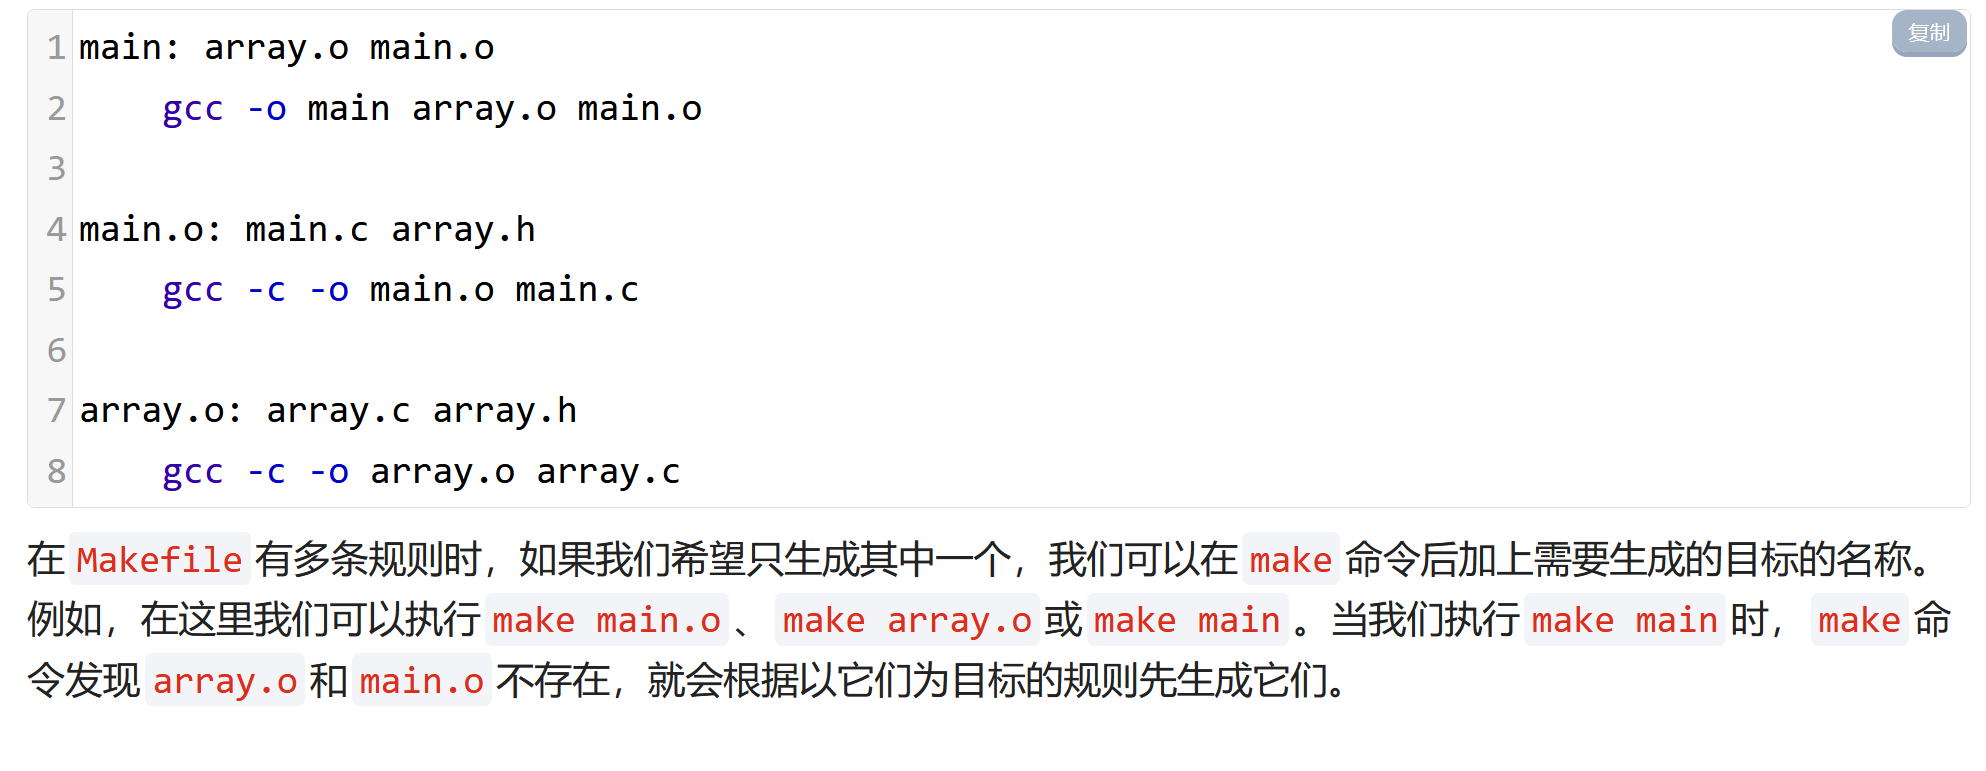 复制
1 main: array.o main.o
2     gcc -o main array.o main.o
3
4 main.o: main.c array.h
5     gcc -c -o main.o main.c
6
7 array.o: array.c array.h
8     gcc -c -o array.o array.c
在 Makefile 有多条规则时，如果我们希望只生成其中一个，我们可以在 make 命令后加上需要生成的目标的名称。
例如，在这里我们可以执行 make main.o 、 make array.o 或 make main 。当我们执行 make main 时， make 命
令发现 array.o 和 main.o 不存在，就会根据以它们为目标的规则先生成它们。